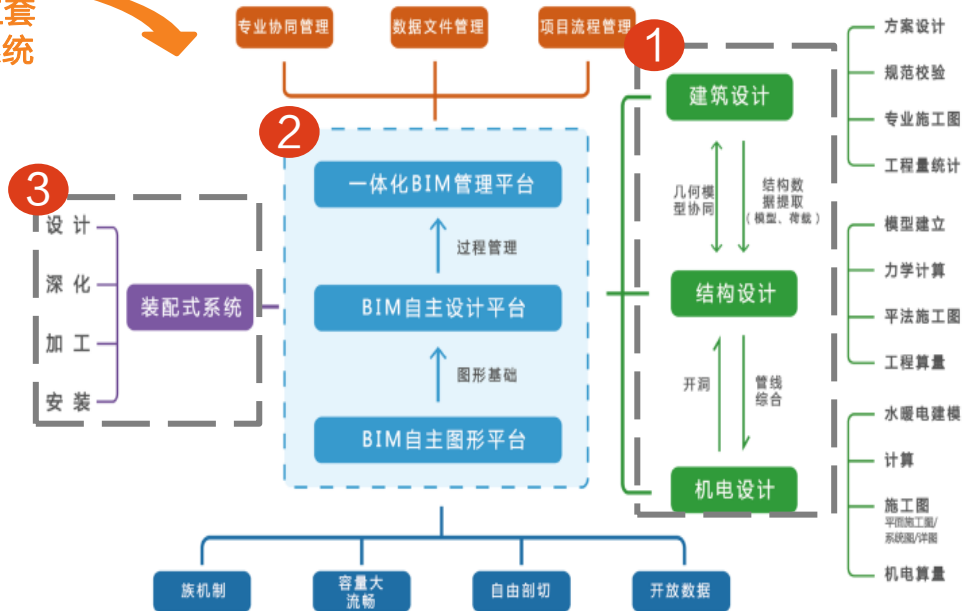 套
统
专业协同管理
数据文件管理
项目流程管理
1
建筑设计
几何模
型协同
结构数
据提取
(模型、荷载)
结构设计
开洞
管线
综合
机电设计
方案设计
规范校验
专业施工图
工程量统计
模型建立
力学计算
平法施工图
工程算量
水暖电建模
计算
施工图
平面施工图/
系统图/详图
机电算量
2
一体化BIM管理平台
过程管理
BIM自主设计平台
图形基础
BIM自主图形平台
3
设计
深化
加工
安装
装配式系统
族机制
容量大
流畅
自由剖切
开放数据